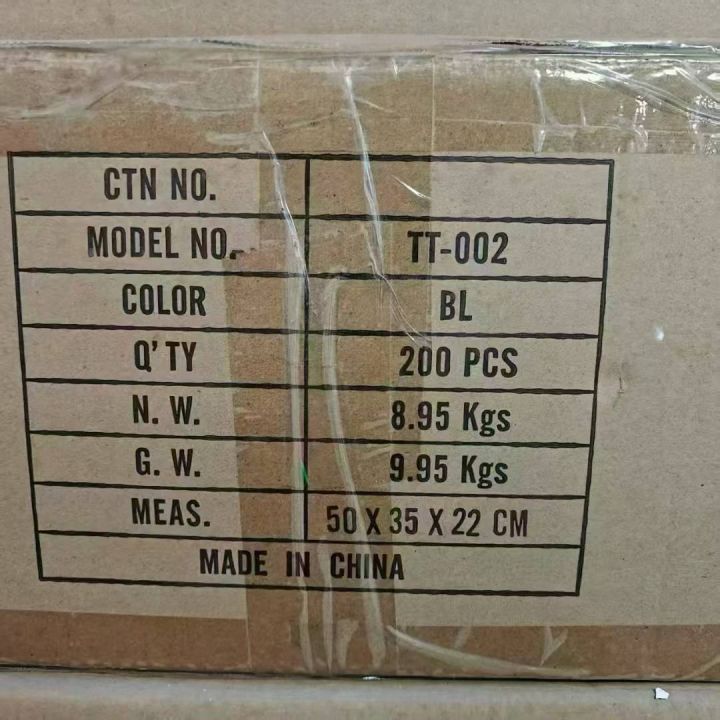 CTN NO.
MODEL NO. TT-002
COLOR BL
Q'TY 200 PCS
N. W. 8.95 Kgs
G. W. 9.95 Kgs
MEAS. 50 X 35 X 22 CM
MADE IN CHINA